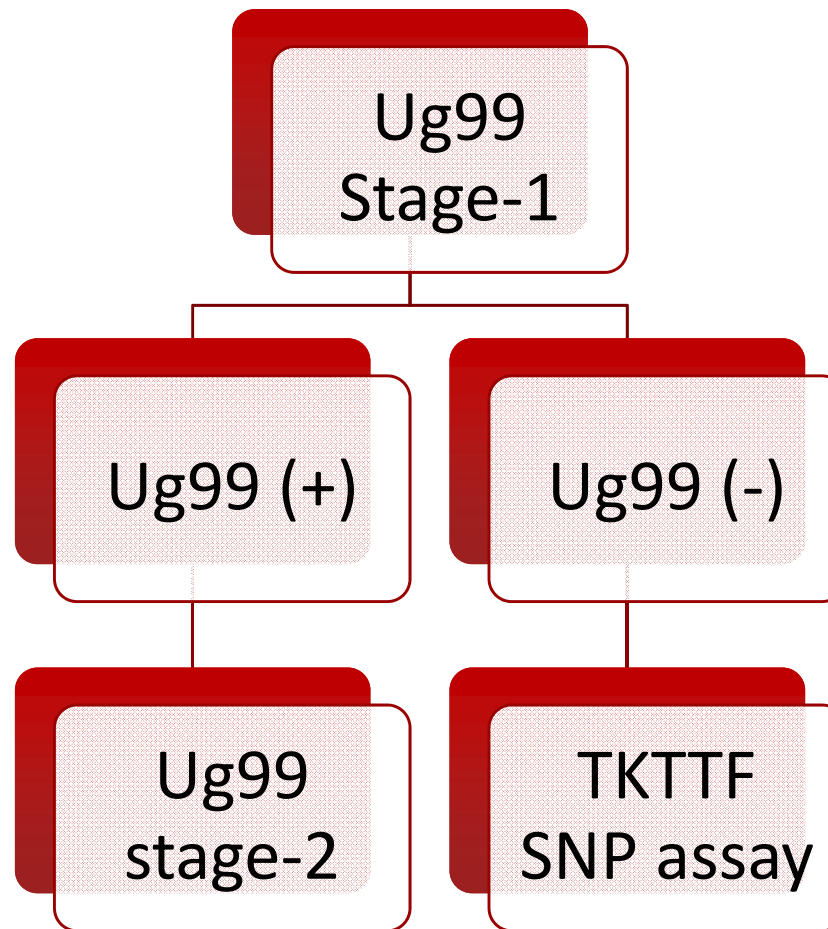 Ug99
Stage-1
Ug99 (+)
Ug99 (-)
Ug99
stage-2
TKTTF
SNP assay